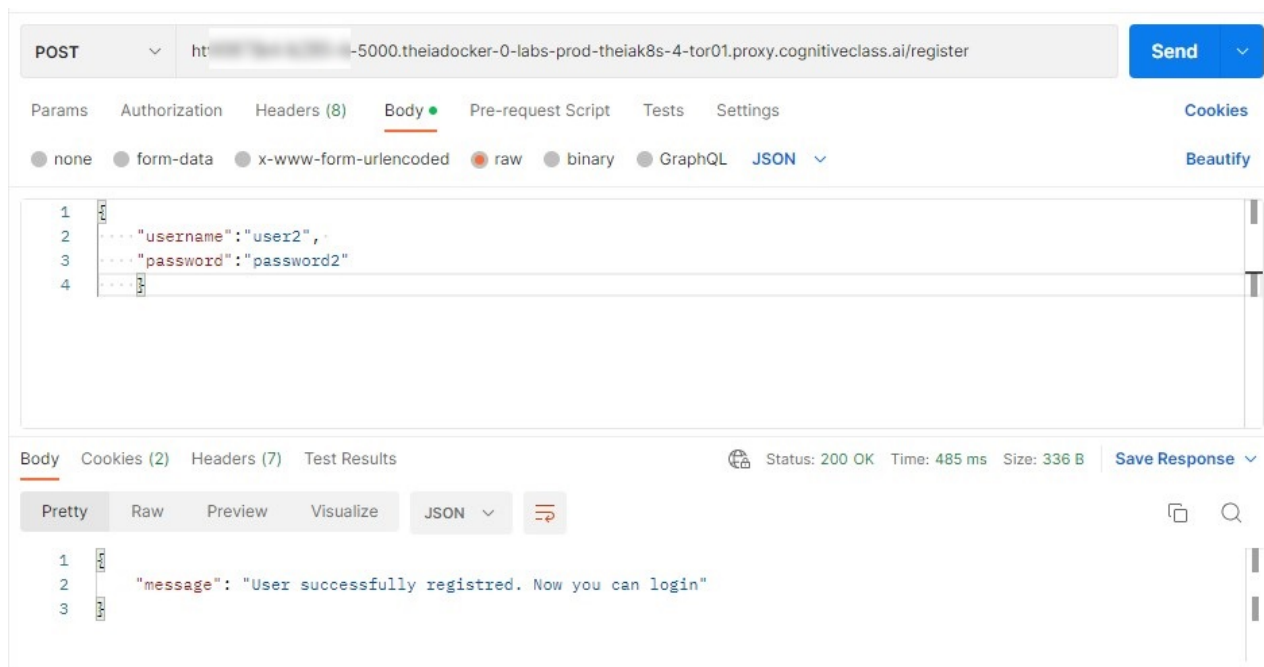 POST ht -5000.theiadocker-0-labs-prod-theiak8s-4-tor01.proxy.cognitiveclass.ai/register Send
Params Authorization Headers (8) Body Pre-request Script Tests Settings Cookies
none form-data x-www-form-urlencoded raw binary GraphQL JSON Beautify
1 {
2 "username":"user2",
3 "password":"password2"
4 }
Body Cookies (2) Headers (7) Test Results Status: 200 OK Time: 485 ms Size: 336 B Save Response
Pretty Raw Preview Visualize JSON
1 {
2 "message": "User successfully registred. Now you can login"
3 }